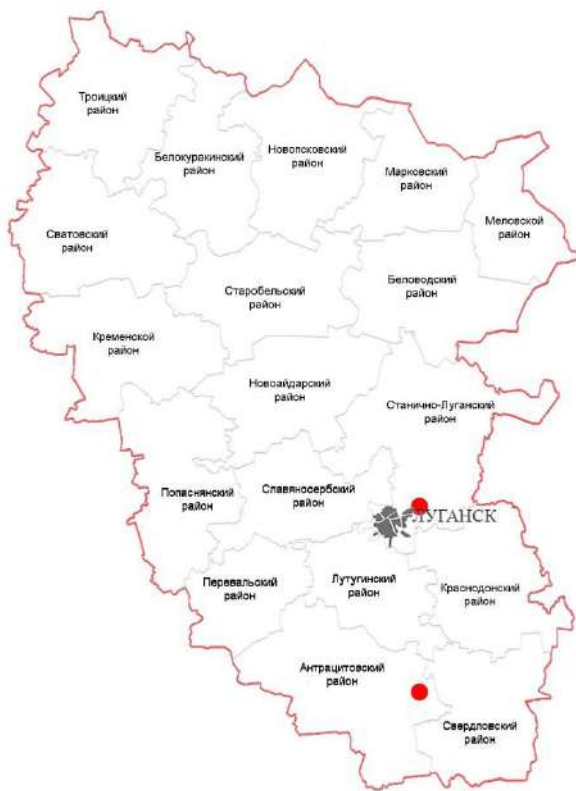 Троицкий
район
Белокуракинский
район
Новопсковский
район
Марковский
район
Меловской
район
Сватовский
район
Старобельский
район
Беловодский
район
Кременской
район
Новоайдарский
район
Станично-Луганский
район
Попаснянский
район
Славяносербский
район
ЛУГАНСК
Перевальский
район
Лутугинский
район
Краснодонский
район
Антрацитовский
район
Свердловский
район